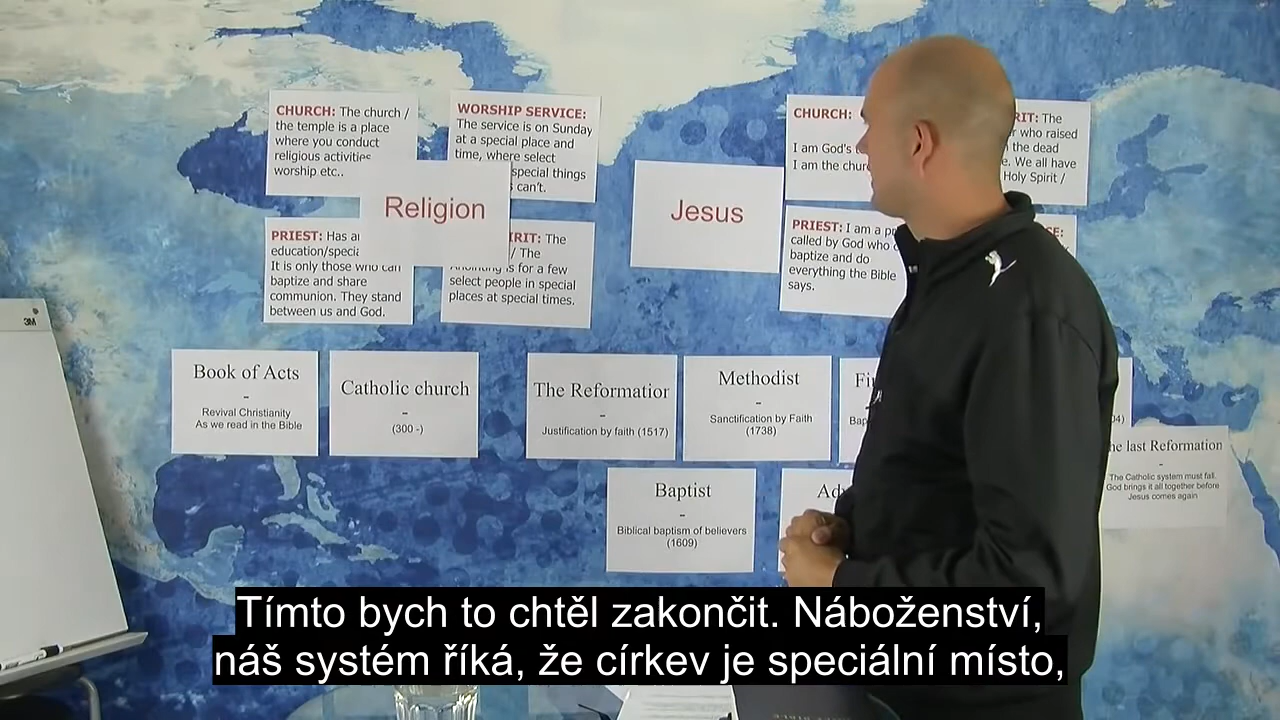 CHURCH: The church /
the temple is a place
where you conduct
religious activities
worship etc..
WORSHIP SERVICE:
The service is on Sunday
at a special place and
time, where select
special things
can't.
Religion
PRIEST: Has an
education/special
It is only those who can
baptize and share
communion. They stand
between us and God.
The
/ The
Anointing is for a few
select people in special
places at special times.
Jesus
CHURCH:
I am God's
I am the
The
who raised
the dead
We all have
Holy Spirit /
PRIEST: I am a
called by God who
baptize and do
everything the Bible
says.
Book of Acts
-
Revival Christianity
As we read in the Bible
Catholic church
-
(300 -)
The Reformation
-
Justification by faith (1517)
Methodist
-
Sanctification by Faith
(1738)
Baptist
-
Biblical baptism of believers
(1609)
last Reformation
-
The Catholic system must fall.
God brings it all together before
Jesus comes again
3M
Tímto bych to chtěl zakončit. Náboženství,
náš systém říká, že církev je speciální místo,